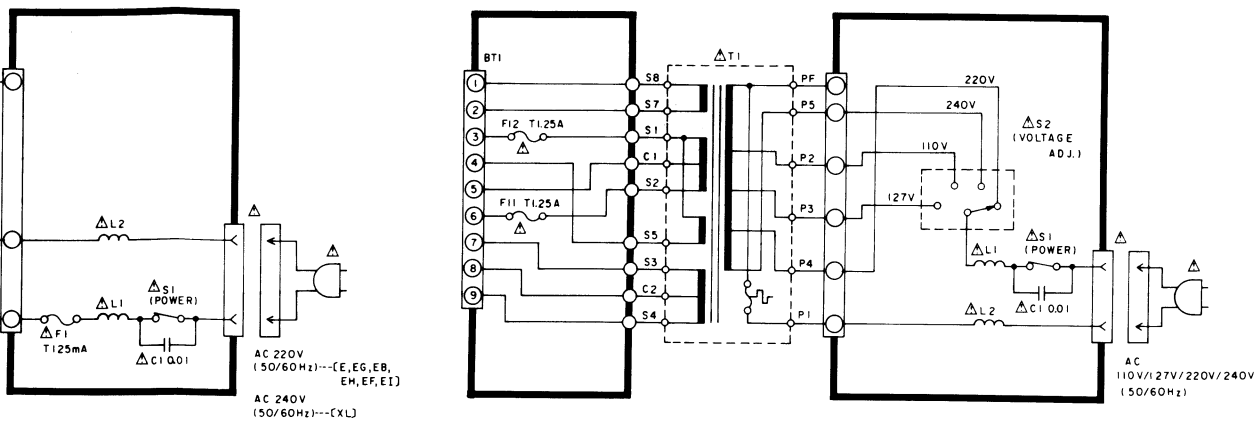 ⚠L2
⚠
⚠
⚠S1
(POWER)
⚠L1
⚠F1
T125mA
⚠C1 0.01
AC 220V
(50/60Hz)---[E,EG,EB,
EH,EF,EI]
AC 240V
(50/60Hz)---[XL]
BT1
1
2
3
4
5
6
7
8
9
F12 T1.25A
⚠
F11 T1.25A
⚠
S8
S7
S1
C1
S2
S5
S3
C2
S4
⚠T1
PF
P5
P2
P3
P4
P1
220V
240V
110V
127V
⚠S2
(VOLTAGE
ADJ.)
⚠L1
⚠S1
(POWER)
⚠C1 0.01
⚠L2
⚠
⚠
AC
110V/127V/220V/240V
(50/60Hz)